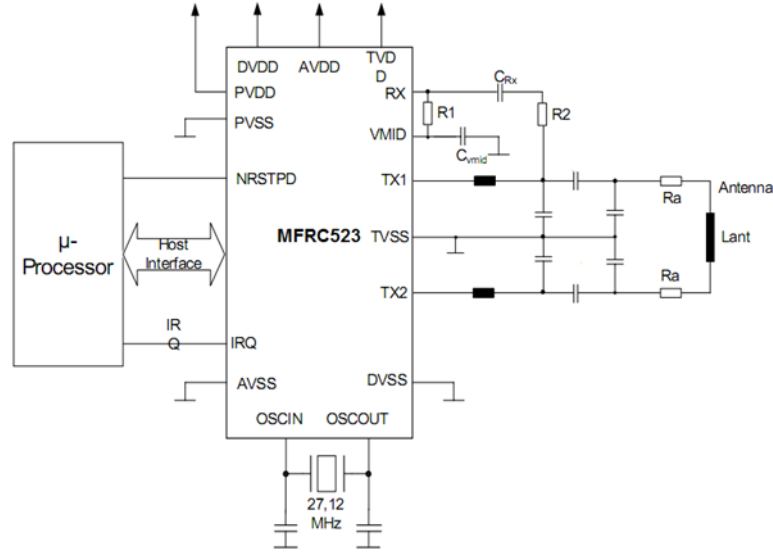 DVDD
AVDD
TVD
D
PVDD
RX
CRx
R1
R2
PVSS
VMID
Cvmid
NRSTPD
TX1
Ra
Antenna
µ-
Processor
Host
Interface
MFRC523
TVSS
Lant
TX2
Ra
IR
Q
IRQ
AVSS
DVSS
OSCIN
OSCOUT
27,12
MHz